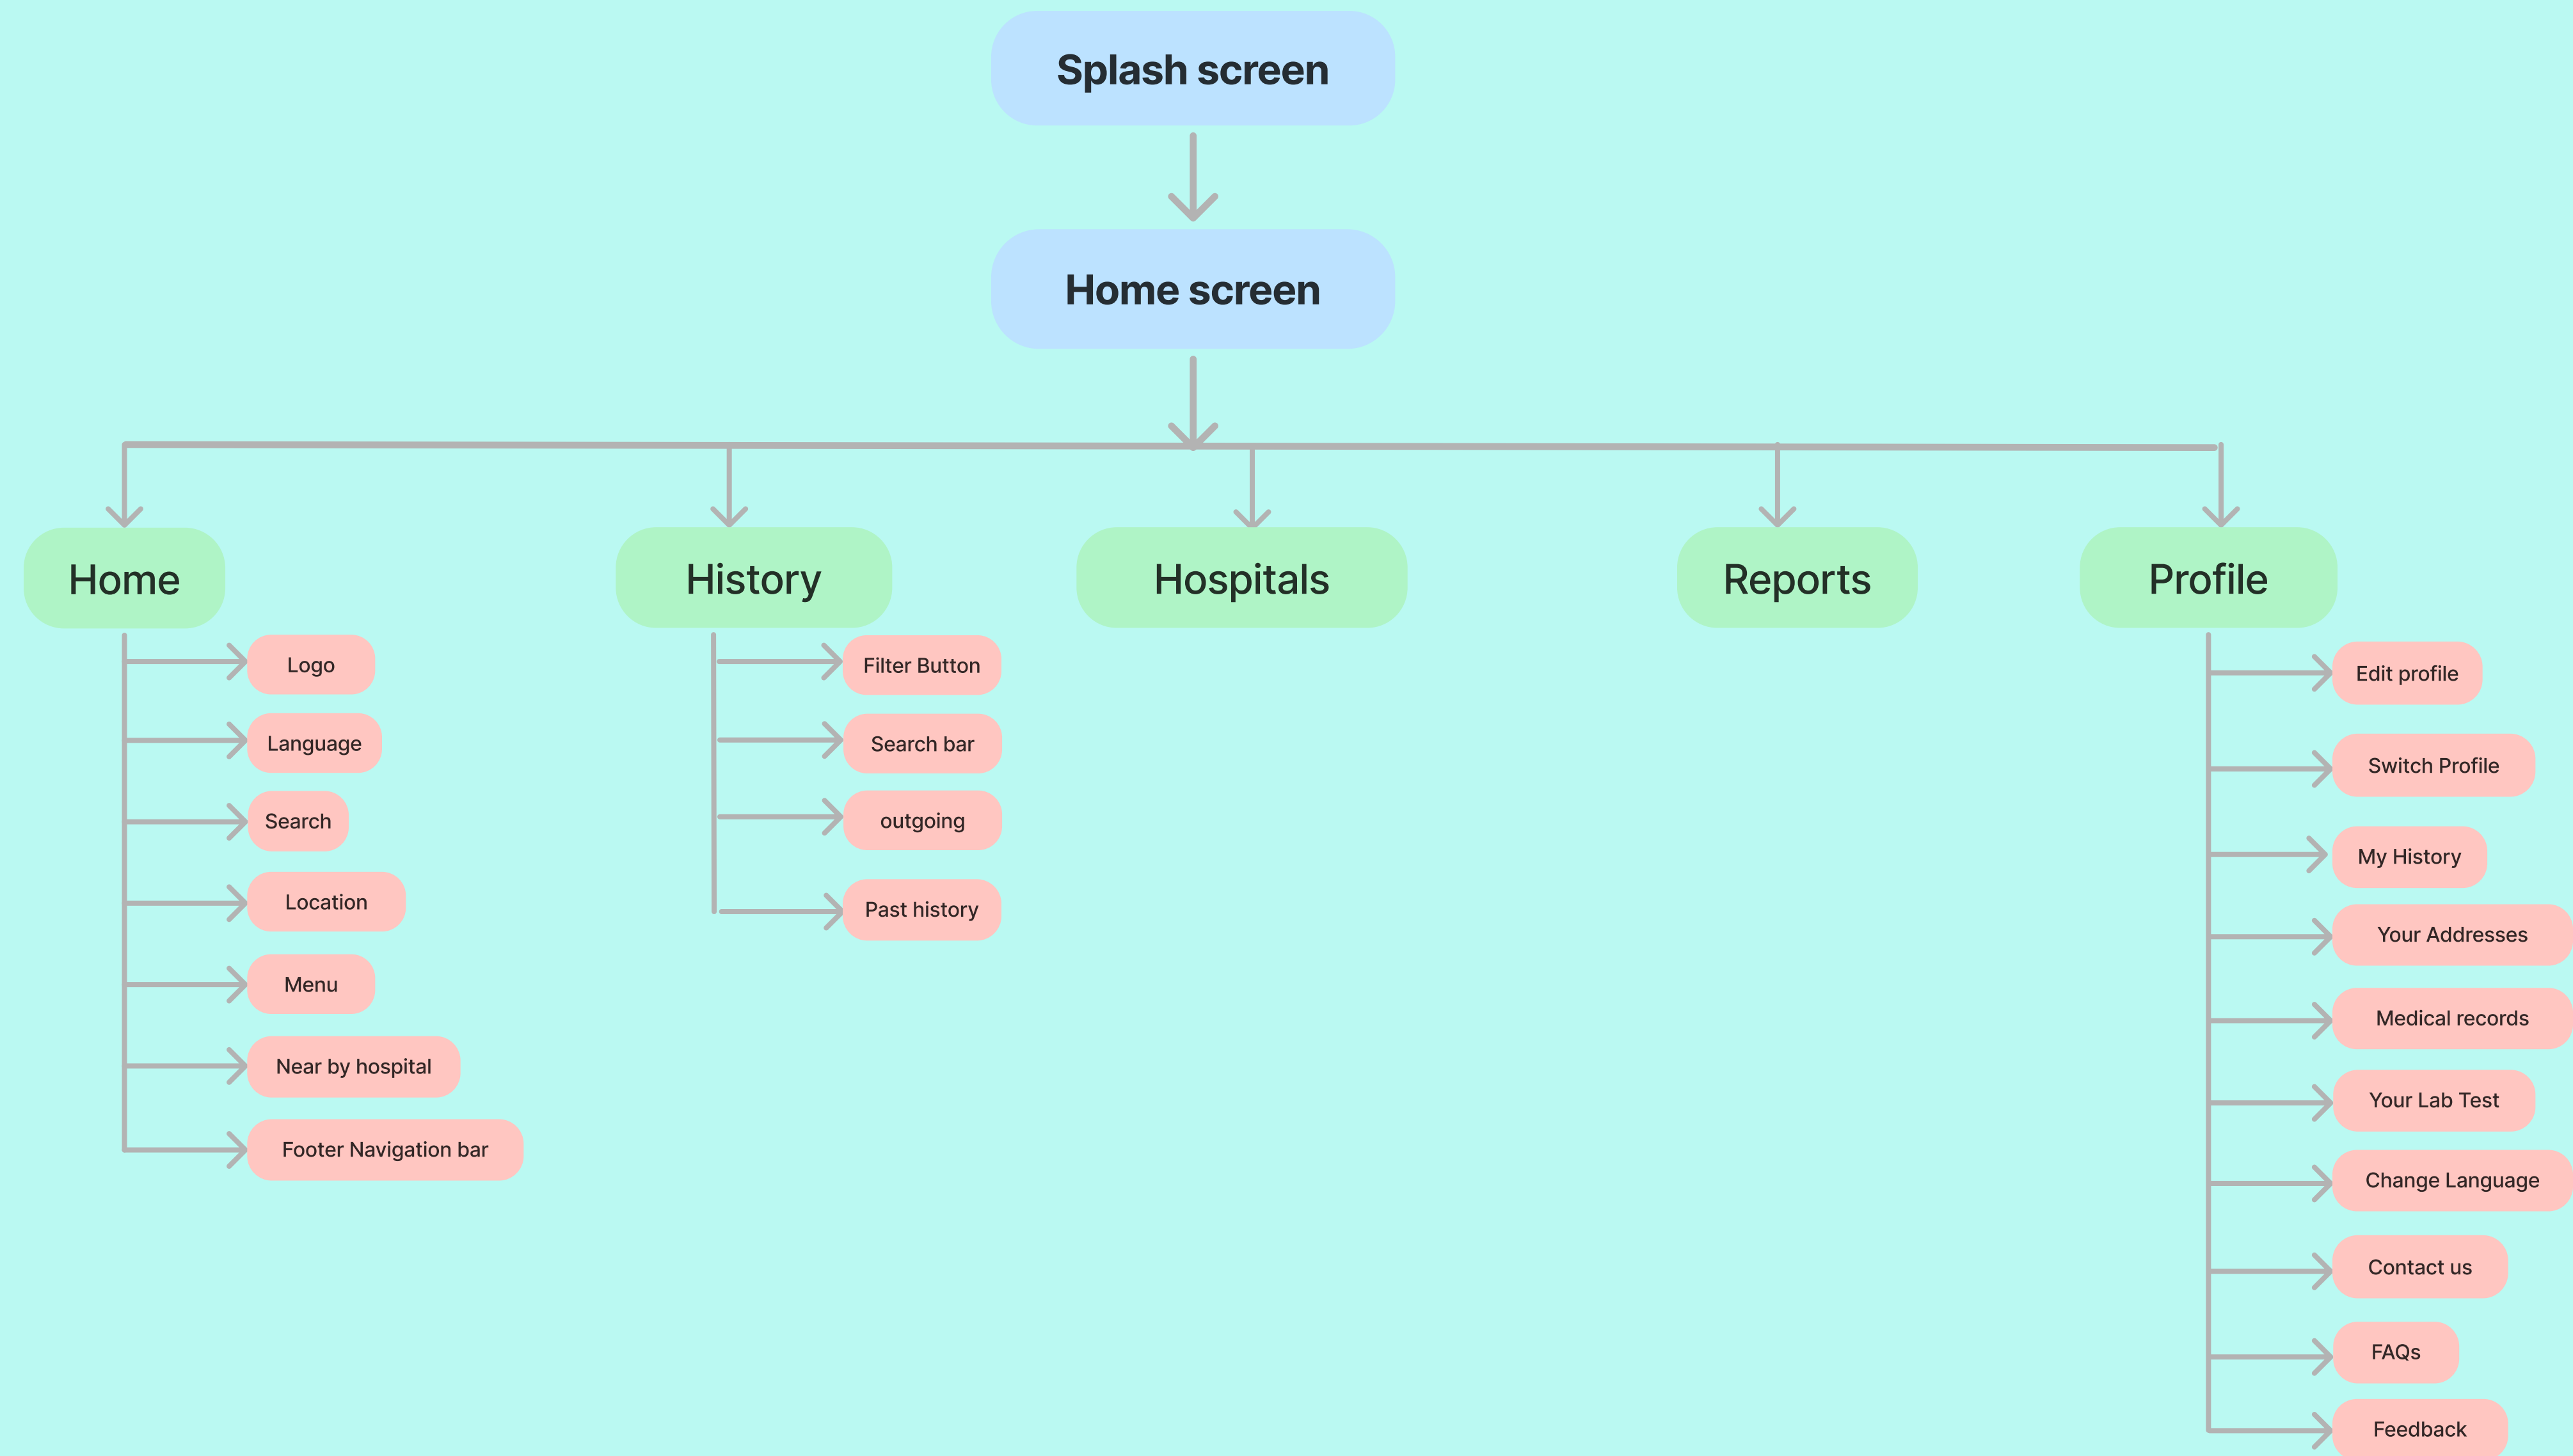 Splash screen
Home screen
Home
History
Hospitals
Reports
Profile
Logo
Language
Search
Location
Menu
Near by hospital
Footer Navigation bar
Filter Button
Search bar
outgoing
Past history
Edit profile
Switch Profile
My History
Your Addresses
Medical records
Your Lab Test
Change Language
Contact us
FAQs
Feedback